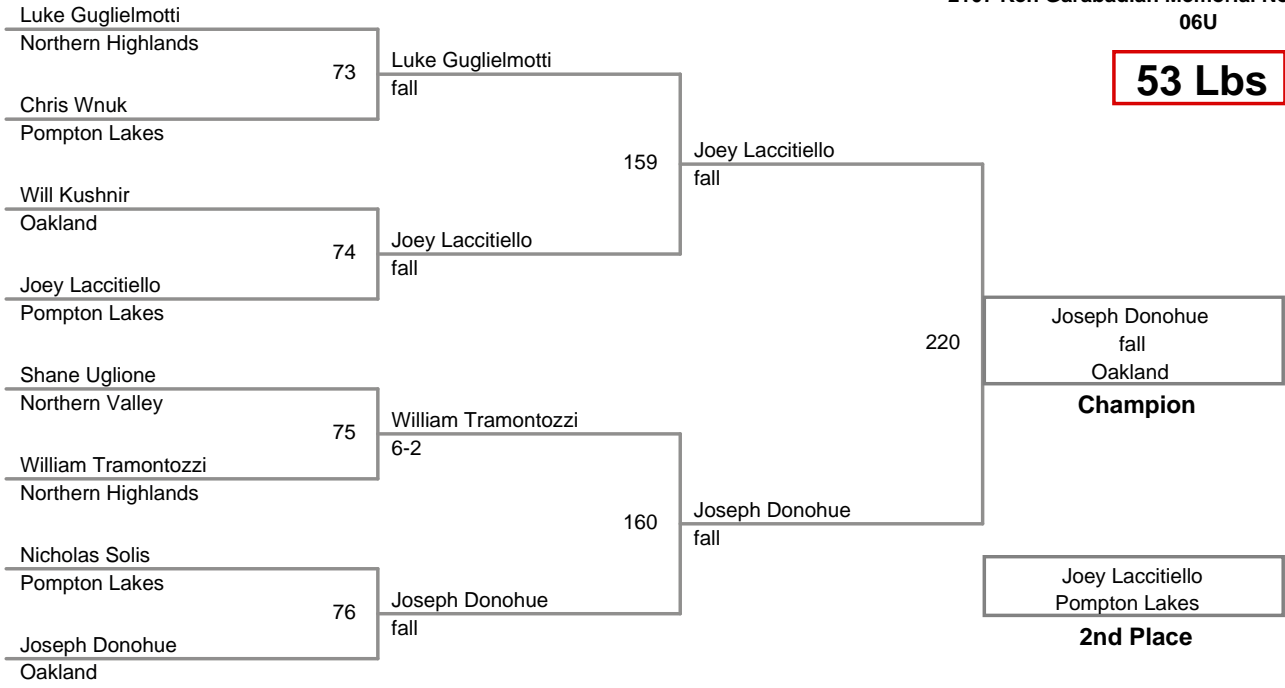 06U
53 Lbs
Luke Guglielmotti
Northern Highlands
73
Luke Guglielmotti
fall
Chris Wnuk
Pompton Lakes
159
Joey Laccitiello
fall
Will Kushnir
Oakland
74
Joey Laccitiello
fall
Joey Laccitiello
Pompton Lakes
220
Joseph Donohue
fall
Oakland
Champion
Shane Uglione
Northern Valley
75
William Tramontozzi
6-2
William Tramontozzi
Northern Highlands
160
Joseph Donohue
fall
Nicholas Solis
Pompton Lakes
76
Joseph Donohue
fall
Joseph Donohue
Oakland
Joey Laccitiello
Pompton Lakes
2nd Place